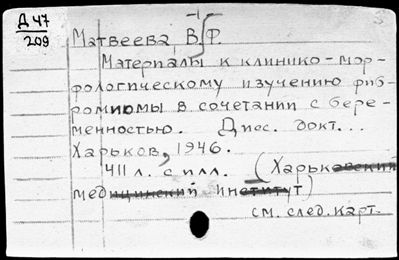 Д 47
209
Матвеева, В.Ф.
Материалы к клинико-мор-
фологическому изучению фиб-
ромиомы в сочетании с бере-
менностью. Дисс. докт...
Харьков, 1946.
411 л. с илл. (Харьковский
медицинский институт)
см. след. карт.